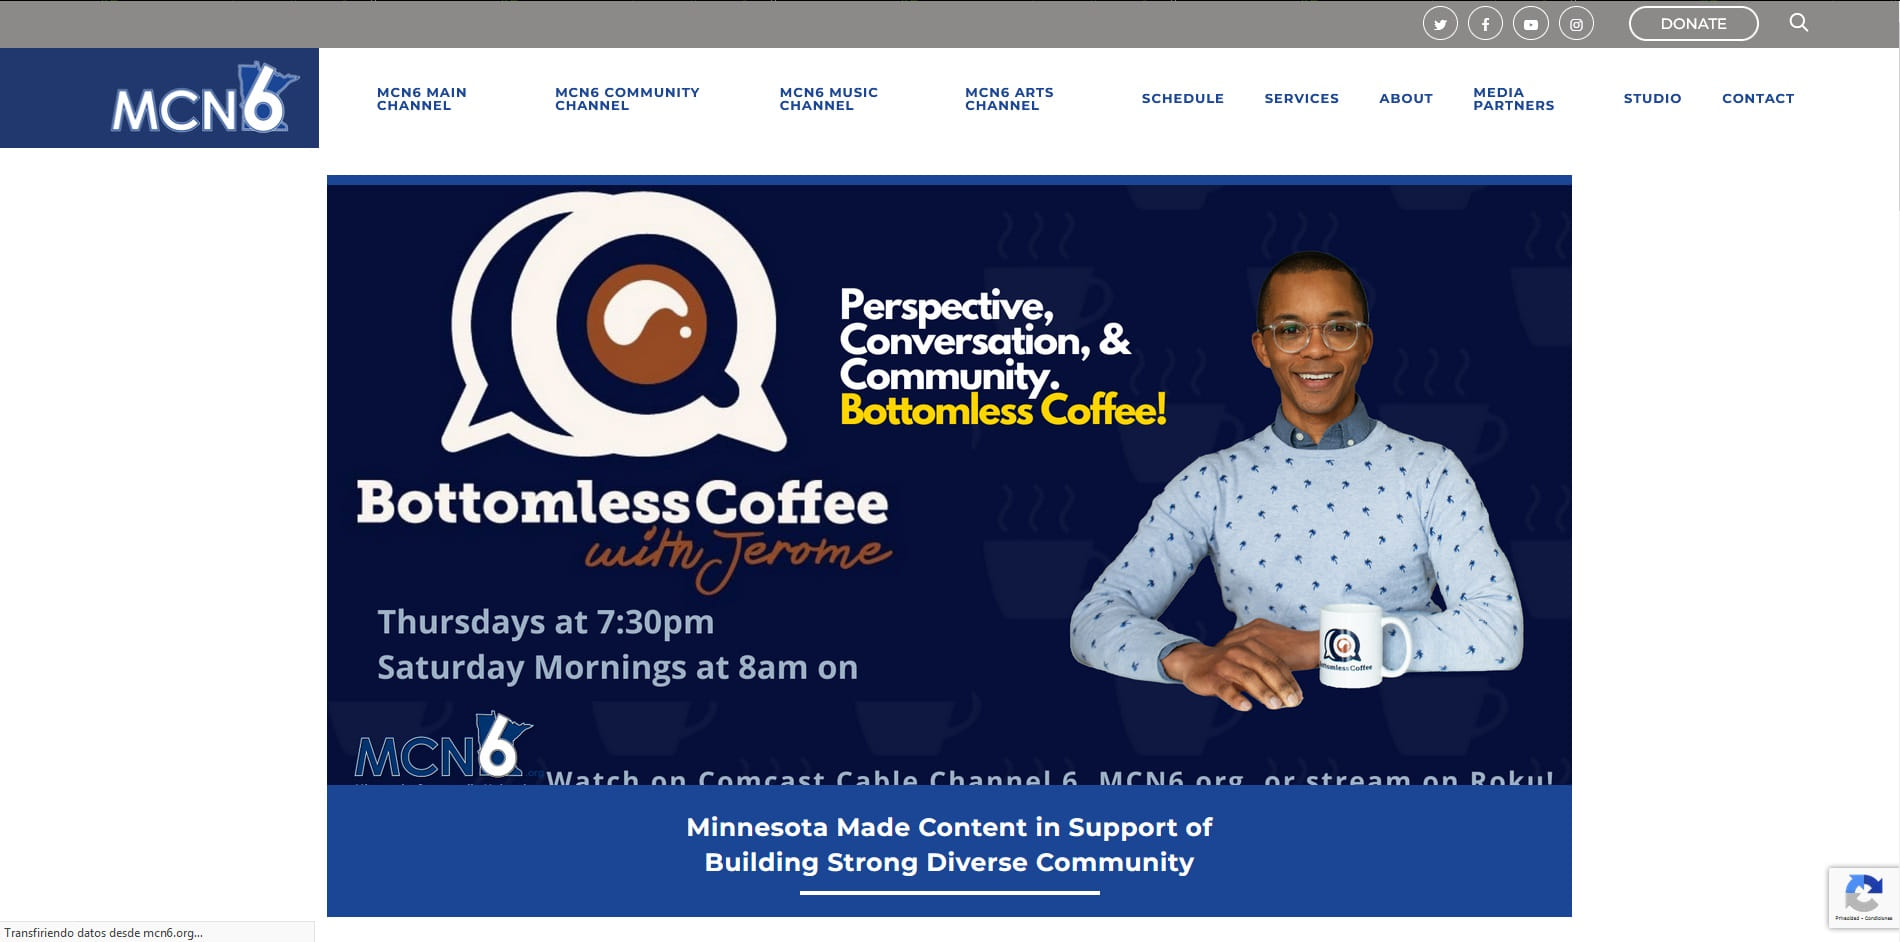 DONATE
MCN6
MCN6 MAIN
CHANNEL
MCN6 COMMUNITY
CHANNEL
MCN6 MUSIC
CHANNEL
MCN6 ARTS
CHANNEL
SCHEDULE
SERVICES
ABOUT
MEDIA
PARTNERS
STUDIO
CONTACT
Perspective,
Conversation, &
Community.
Bottomless Coffee!
Bottomless Coffee
with Jerome
Thursdays at 7:30pm
Saturday Mornings at 8am on
BottomlessCoffee
MCN6.org
Watch on Comcast Cable Channel 6, MCN6.org, or stream on Roku!
Minnesota Made Content in Support of
Building Strong Diverse Community
Privacidad - Condiciones
Transfiriendo datos desde mcn6.org...